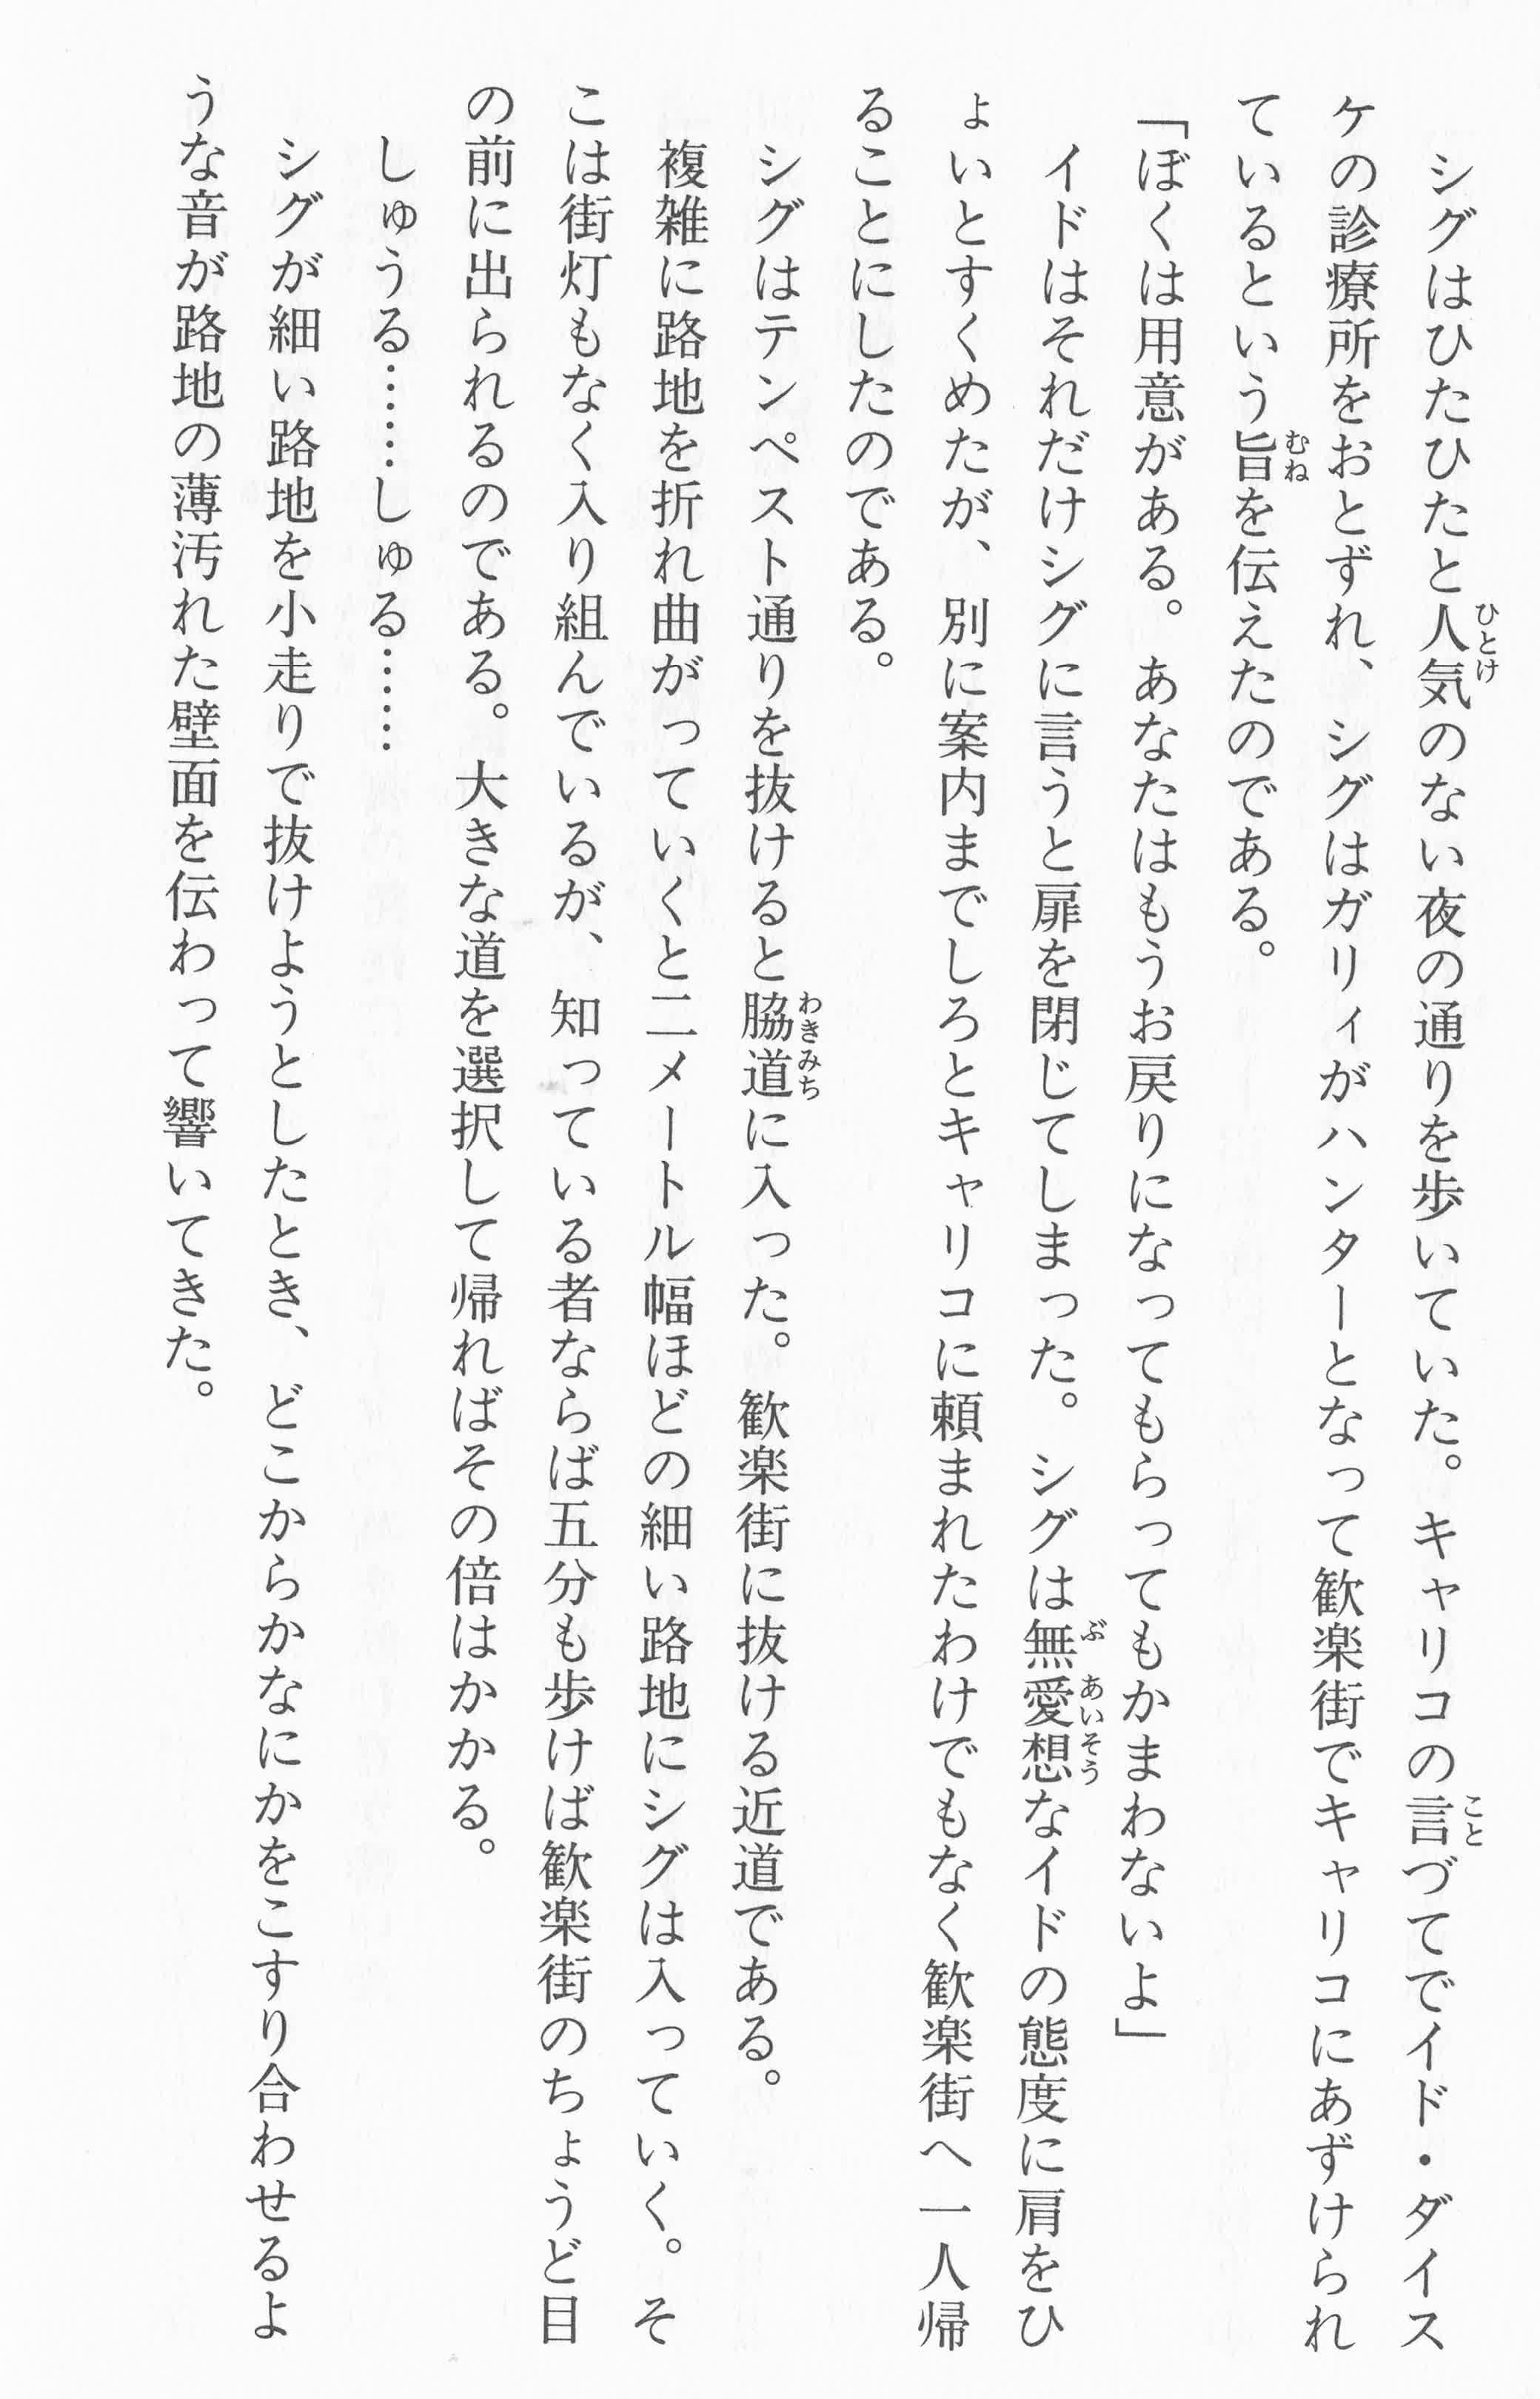 シグはひたひたと人気のない夜の通りを歩いていた。キャリコの言づてでイド・ダイス
ケの診療所をおとずれ、シグはガリィがハンターとなって歓楽街でキャリコにあずけられ
ているという旨を伝えたのである。
「ぼくは用意がある。あなたはもうお戻りになってもらってもかまわないよ」
イドはそれだけシグに言うと扉を閉じてしまった。シグは無愛想なイドの態度に肩をひ
ょいとすくめたが、別に案内までしろとキャリコに頼まれたわけでもなく歓楽街へ一人帰
ることにしたのである。
シグはテンペスト通りを抜けると脇道に入った。歓楽街に抜ける近道である。
複雑に路地を折れ曲がっていくと二メートル幅ほどの細い路地にシグは入っていく。そ
こは街灯もなく入り組んでいるが、知っている者ならば五分も歩けば歓楽街のちょうど目
の前に出られるのである。大きな道を選択して帰ればその倍はかかる。
しゅうる………しゅる………
シグが細い路地を小走りで抜けようとしたとき、どこからかなにかをこすり合わせるよ
うな音が路地の薄汚れた壁面を伝わって響いてきた。